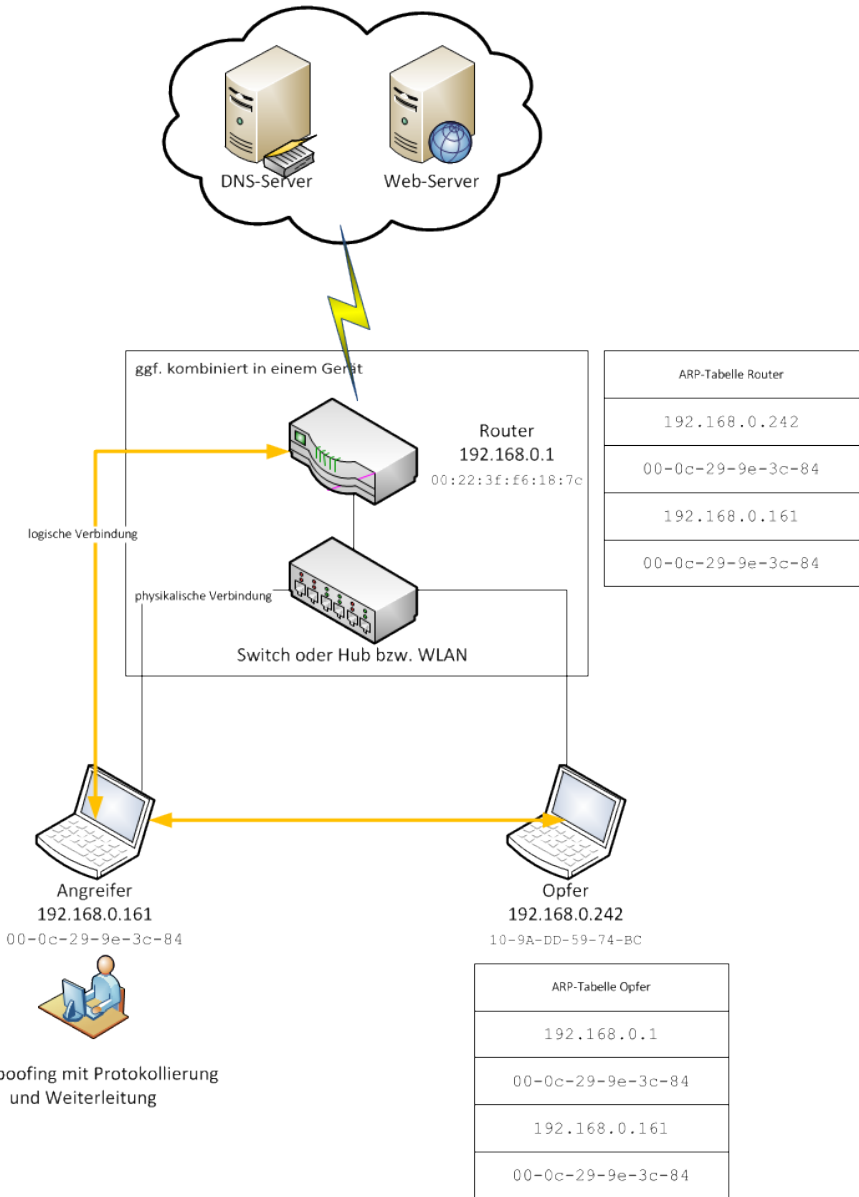 DNS-Server
Web-Server
ggf. kombiniert in einem Gerät
Router
192.168.0.1
00:22:3f:f6:18:7c
logische Verbindung
physikalische Verbindung
Switch oder Hub bzw. WLAN
ARP-Tabelle Router
192.168.0.242
00-0c-29-9e-3c-84
192.168.0.161
00-0c-29-9e-3c-84
Angreifer
192.168.0.161
00-0c-29-9e-3c-84
Opfer
192.168.0.242
10-9A-DD-59-74-BC
mit Protokollierung
und Weiterleitung
ARP-Tabelle Opfer
192.168.0.1
00-0c-29-9e-3c-84
192.168.0.161
00-0c-29-9e-3c-84